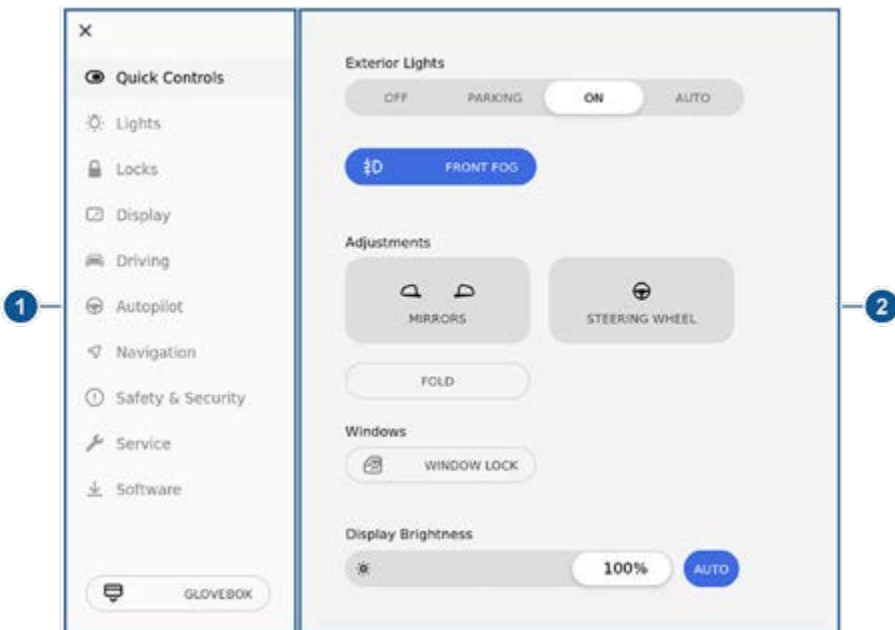 Quick Controls
Lights
Locks
Display
Driving
Autopilot
Navigation
Safety & Security
Service
Software
GLOVEBOX
1
Exterior Lights
OFF PARKING ON AUTO
FRONT FOG
Adjustments
MIRRORS STEERING WHEEL
FOLD
Windows
WINDOW LOCK
Display Brightness
100% AUTO
2